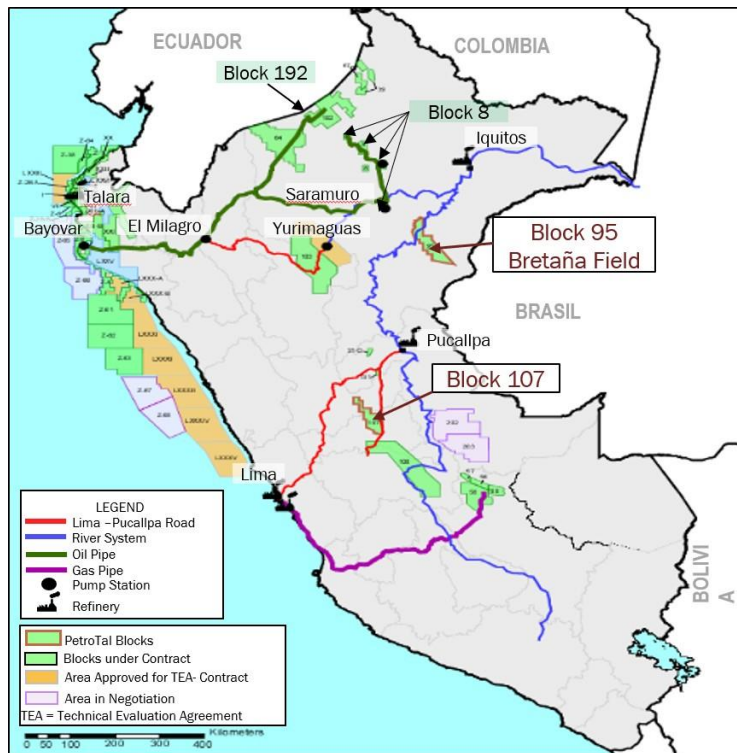 ECUADOR
COLOMBIA
Block 192
Block 8
Iquitos
Saramuro
Talara
El Milagro
Yurimaguas
Bayovar
Block 95
Bretaña Field
BRASIL
Pucallpa
Block 107
Lima
BOLIVI
A
LEGEND
Lima –Pucallpa Road
River System
Oil Pipe
Gas Pipe
Pump Station
Refinery
PetroTal Blocks
Blocks under Contract
Area Approved for TEA- Contract
Area in Negotiation
TEA = Technical Evaluation Agreement
Kilometers
0 50 100 200 300 400